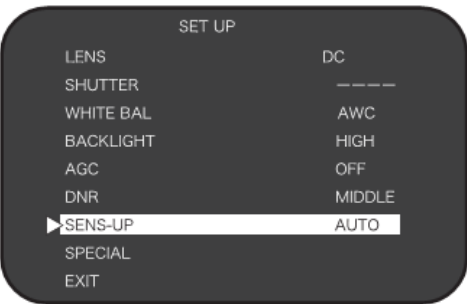 SET UP
LENS DC
SHUTTER ————
WHITE BAL AWC
BACKLIGHT HIGH
AGC OFF
DNR MIDDLE
SENS-UP AUTO
SPECIAL
EXIT